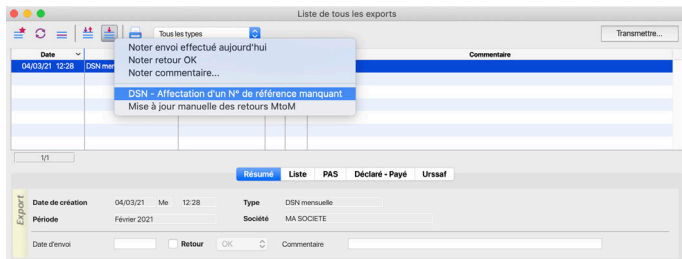 Liste de tous les exports
Tous les types
Transmettre...
Date
Commentaire
04/03/21 12:28 DSN men
Noter envoi effectué aujourd'hui
Noter retour OK
Noter commentaire...
DSN - Affectation d'un N° de référence manquant
Mise à jour manuelle des retours MtoM
1/1
Résumé Liste PAS Déclaré - Payé Urssaf
Export
Date de création 04/03/21 Me 12:28 Type DSN mensuelle
Période Février 2021 Société MA SOCIETE
Date d'envoi Retour OK Commentaire